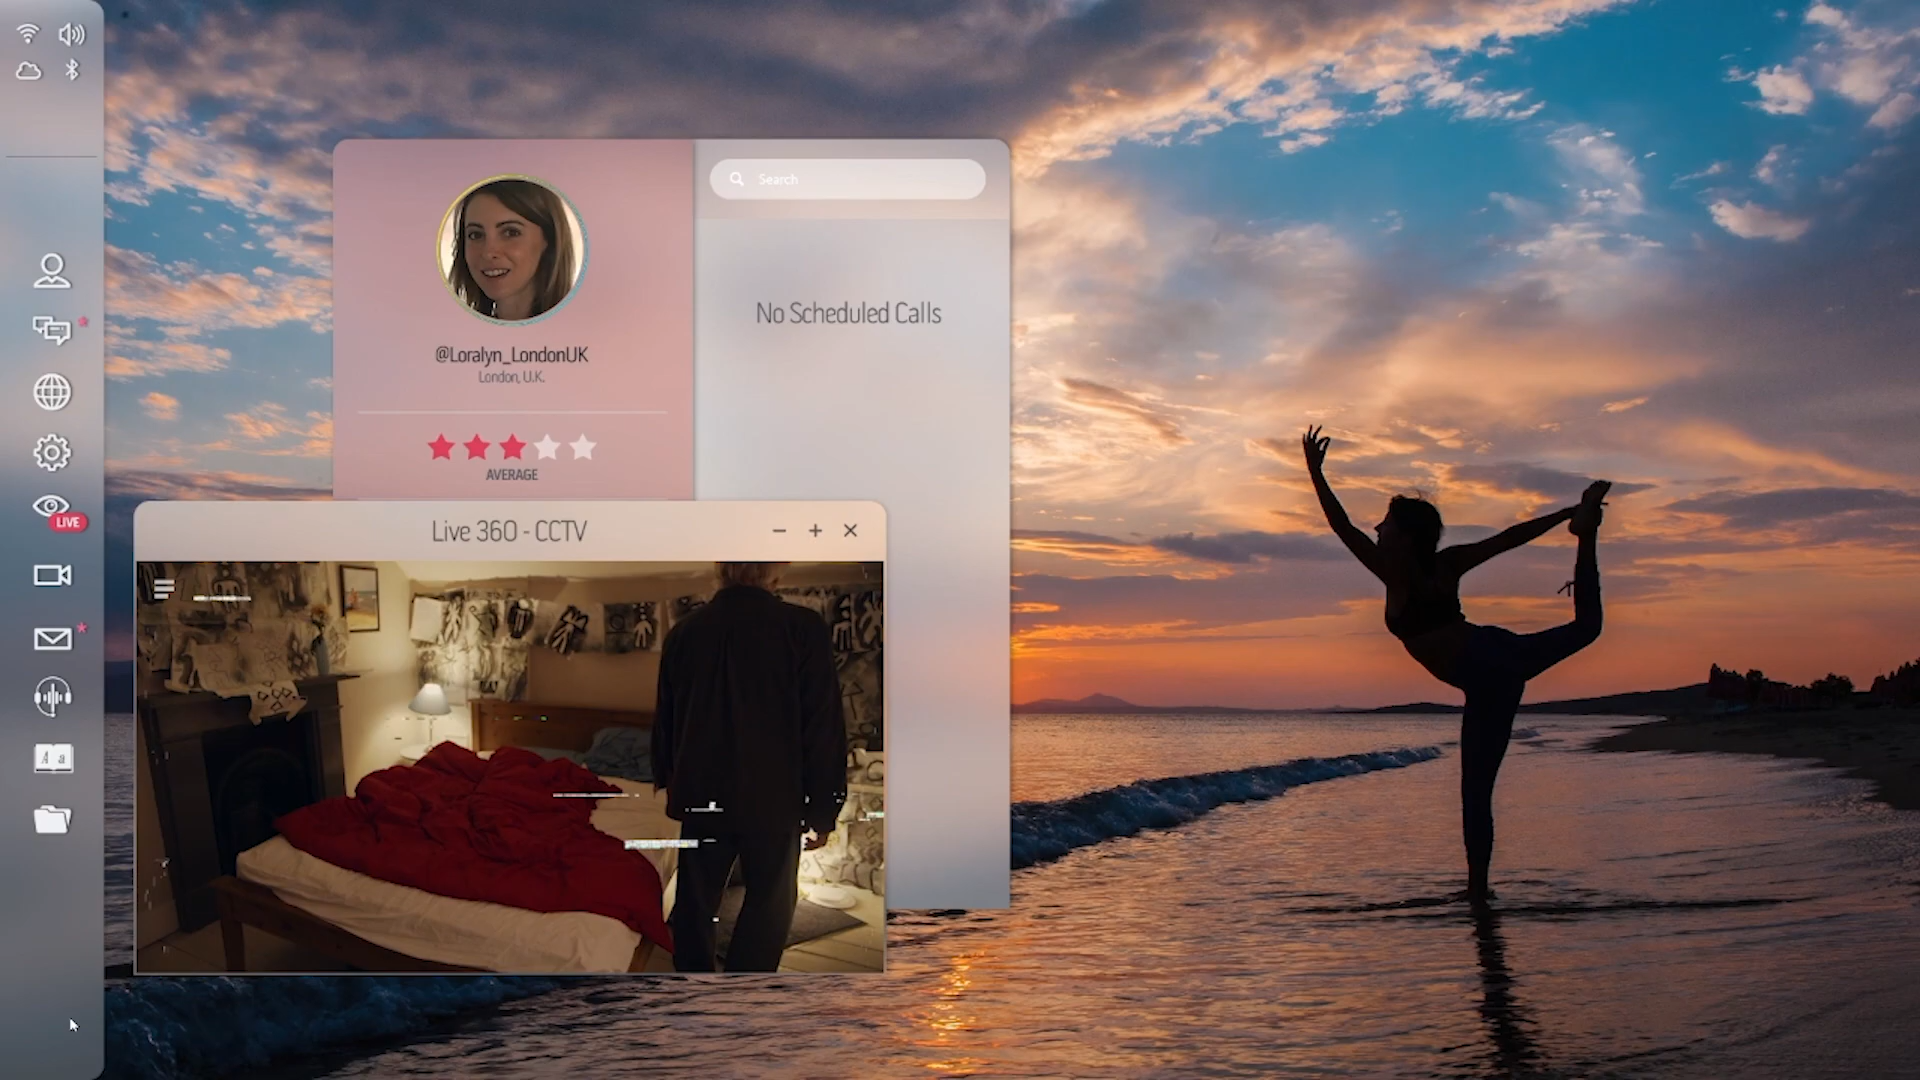 Search
No Scheduled Calls
@Loralyn_LondonUK
London, U.K.
AVERAGE
Live 360 - CCTV
LIVE
A a